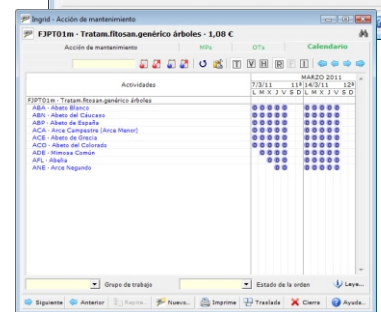 Ingrid - Acción de mantenimiento
FJPT01m - Tratam.fitosan.genérico árboles - 1,08 €
Acción de mantenimiento MPs OTs Calendario
T V H R I
Actividades
MARZO 2011
7/3/11 11ª 14/3/11 12ª
L M X J V S D L M X J V S D
FJPT01m - Tratam.fitosan.genérico árboles
ABA - Abeto Blanco
ABN - Abeto del Cáucaso
ABP - Abeto de España
ACA - Arce Campestre (Arce Menor)
ACE - Abeto de Grecia
ACO - Abeto del Colorado
ADE - Mimosa Común
AFL - Abelia
ANE - Arce Negundo
Grupo de trabajo Estado de la orden Leye...
Siguiente Anterior Repite... Nuevo... Imprime Traslada Cierra Ayuda..